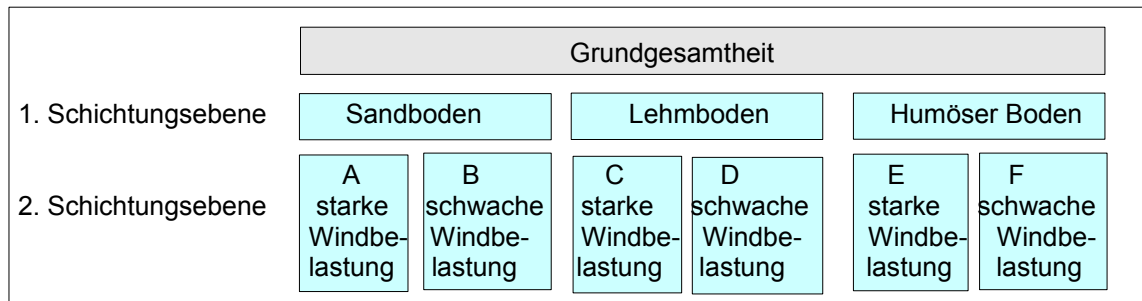 Grundgesamtheit
1. Schichtungsebene Sandboden Lehmboden Humöser Boden
A B C D E F
2. Schichtungsebene starke schwache starke schwache starke schwache
Windbe- Windbe- Windbe- Windbe- Windbe- Windbe-
lastung lastung lastung lastung lastung lastung